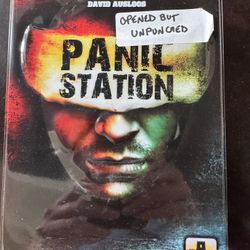 DAVID AUSLOOS
OPENED BUT
UNPUNCHED
PANIC
STATION